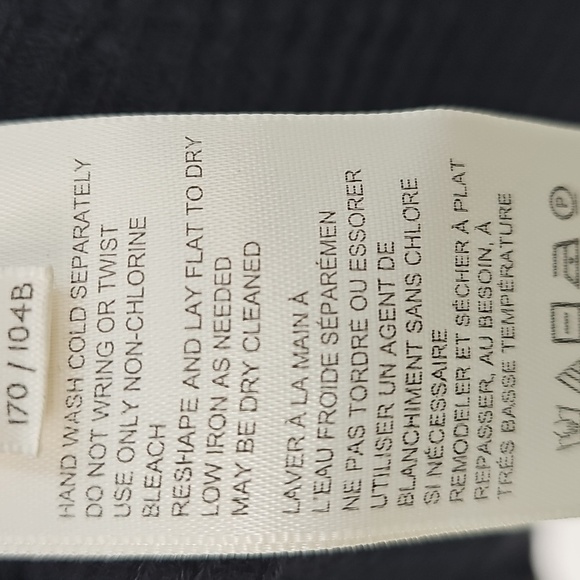 170 / 104B
HAND WASH COLD SEPARATELY
DO NOT WRING OR TWIST
USE ONLY NON-CHLORINE
BLEACH
RESHAPE AND LAY FLAT TO DRY
LOW IRON AS NEEDED
MAY BE DRY CLEANED
LAVER À LA MAIN À
L'EAU FROIDE SÉPARÉMEN
NE PAS TORDRE OU ESSORER
UTILISER UN AGENT DE
BLANCHIMENT SANS CHLORE
SI NÉCESSAIRE
REMODELER ET SÉCHER À PLAT
REPASSER, AU BESOIN, À
TRÉS BASSE TEMPÉRATURE
P